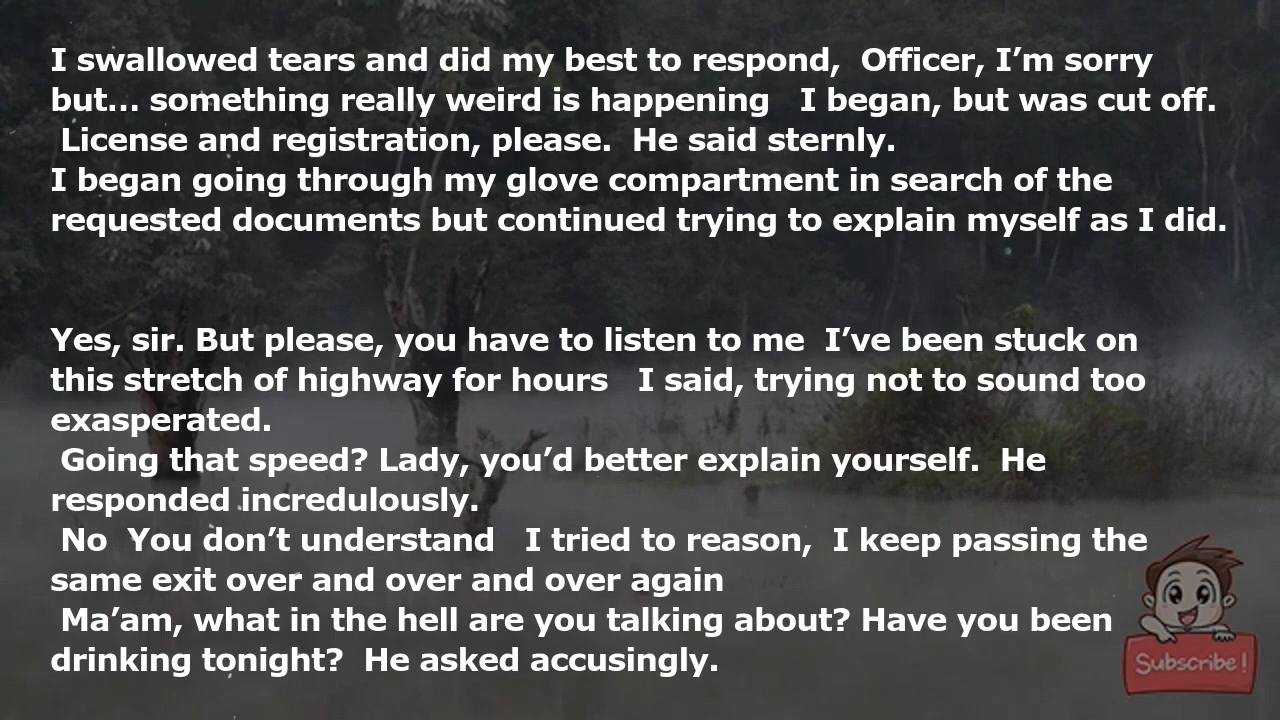 I swallowed tears and did my best to respond,  Officer, I’m sorry
but... something really weird is happening   I began, but was cut off.
License and registration, please.  He said sternly.
I began going through my glove compartment in search of the
requested documents but continued trying to explain myself as I did.
Yes, sir. But please, you have to listen to me  I’ve been stuck on
this stretch of highway for hours   I said, trying not to sound too
exasperated.
Going that speed? Lady, you’d better explain yourself.  He
responded incredulously.
No  You don’t understand   I tried to reason,  I keep passing the
same exit over and over and over again
Ma’am, what in the hell are you talking about? Have you been
drinking tonight?  He asked accusingly.
Subscribe!